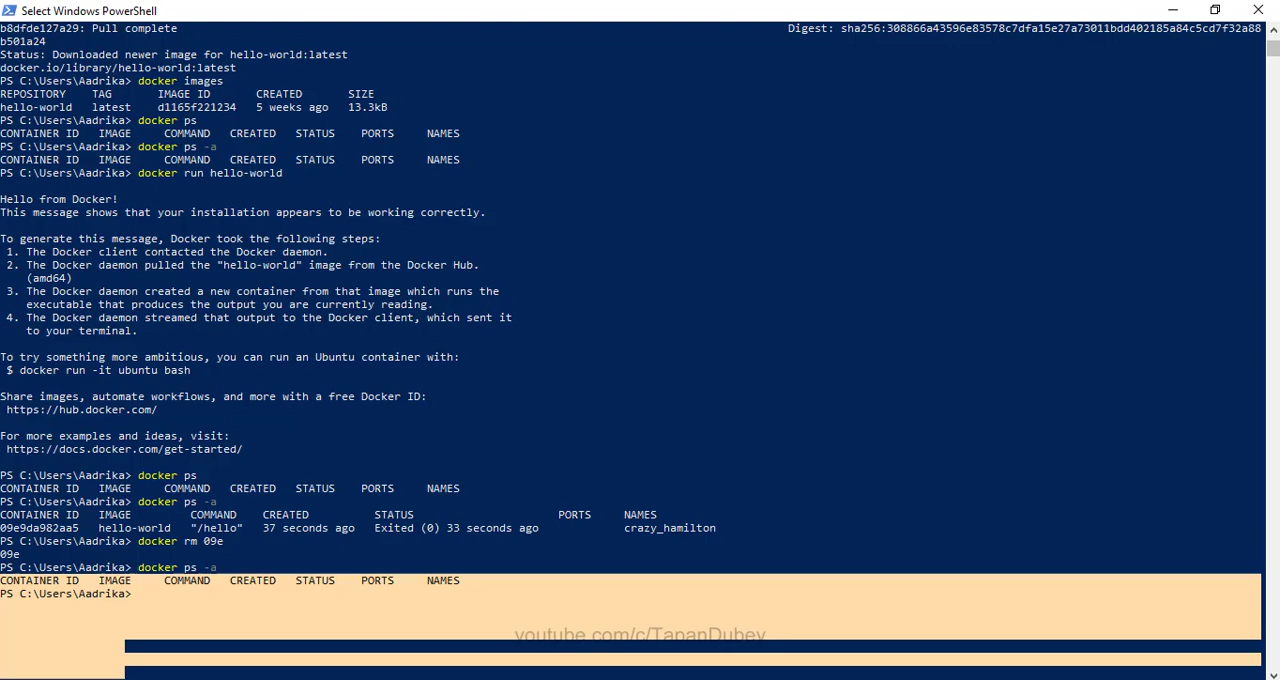 Select Windows PowerShell
b8dfde127a29: Pull complete Digest: sha256:308866a43596e83578c7dfa15e27a73011bdd402185a84c5cd7f32a88
b501a24
Status: Downloaded newer image for hello-world:latest
docker.io/library/hello-world:latest
PS C:\Users\Aadrika> docker images
REPOSITORY TAG IMAGE ID CREATED SIZE
hello-world latest d1165f221234 5 weeks ago 13.3kB
PS C:\Users\Aadrika> docker ps
CONTAINER ID IMAGE COMMAND CREATED STATUS PORTS NAMES
PS C:\Users\Aadrika> docker ps -a
CONTAINER ID IMAGE COMMAND CREATED STATUS PORTS NAMES
PS C:\Users\Aadrika> docker run hello-world
Hello from Docker!
This message shows that your installation appears to be working correctly.
To generate this message, Docker took the following steps:
1. The Docker client contacted the Docker daemon.
2. The Docker daemon pulled the "hello-world" image from the Docker Hub.
(amd64)
3. The Docker daemon created a new container from that image which runs the
executable that produces the output you are currently reading.
4. The Docker daemon streamed that output to the Docker client, which sent it
to your terminal.
To try something more ambitious, you can run an Ubuntu container with:
$ docker run -it ubuntu bash
Share images, automate workflows, and more with a free Docker ID:
https://hub.docker.com/
For more examples and ideas, visit:
https://docs.docker.com/get-started/
PS C:\Users\Aadrika> docker ps
CONTAINER ID IMAGE COMMAND CREATED STATUS PORTS NAMES
PS C:\Users\Aadrika> docker ps -a
CONTAINER ID IMAGE COMMAND CREATED STATUS PORTS NAMES
09e9da982aa5 hello-world "/hello" 37 seconds ago Exited (0) 33 seconds ago crazy_hamilton
PS C:\Users\Aadrika> docker rm 09e
09e
PS C:\Users\Aadrika> docker ps -a
CONTAINER ID IMAGE COMMAND CREATED STATUS PORTS NAMES
PS C:\Users\Aadrika>
youtube.com/c/TapanDubey